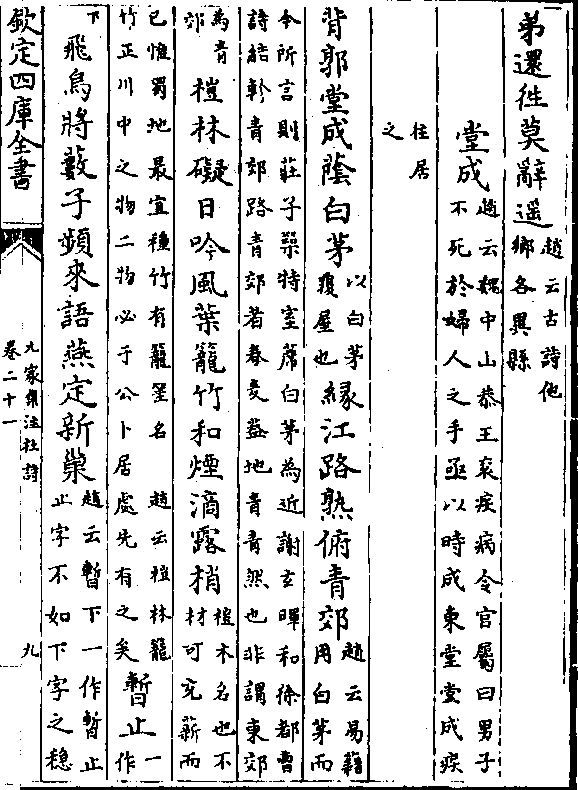 弟還徃莫辭遥趙云古詩他
鄉各異縣
堂成趙云魏中山恭王衮疾病令官屬曰男子
不死於婦人之手亟以時成東堂堂成疾
徃居
之
背郭堂成蔭白茅以白茅
覆屋也縁江路熟俯青郊趙云易藉
用白茅而
今所言則莊子築特室蓆白茅為近謝玄暉和徐都曹
詩結軫青郊路青郊者春麥葢地青青然也非謂東郊
為青
郊榿林礙日吟風葉籠竹和煙滴露梢榿木名也不
材可充薪而
已惟蜀地最宜種竹有籠篁名 趙云榿林籠
竹正川中之物二物必于公卜居處先有之矣暫止一
作
下飛烏將數子頻來語燕定新巢趙云暫下一作暫止
止字不如下字之穩
欽定四庫全書
九家集注杜詩
卷二十一
九